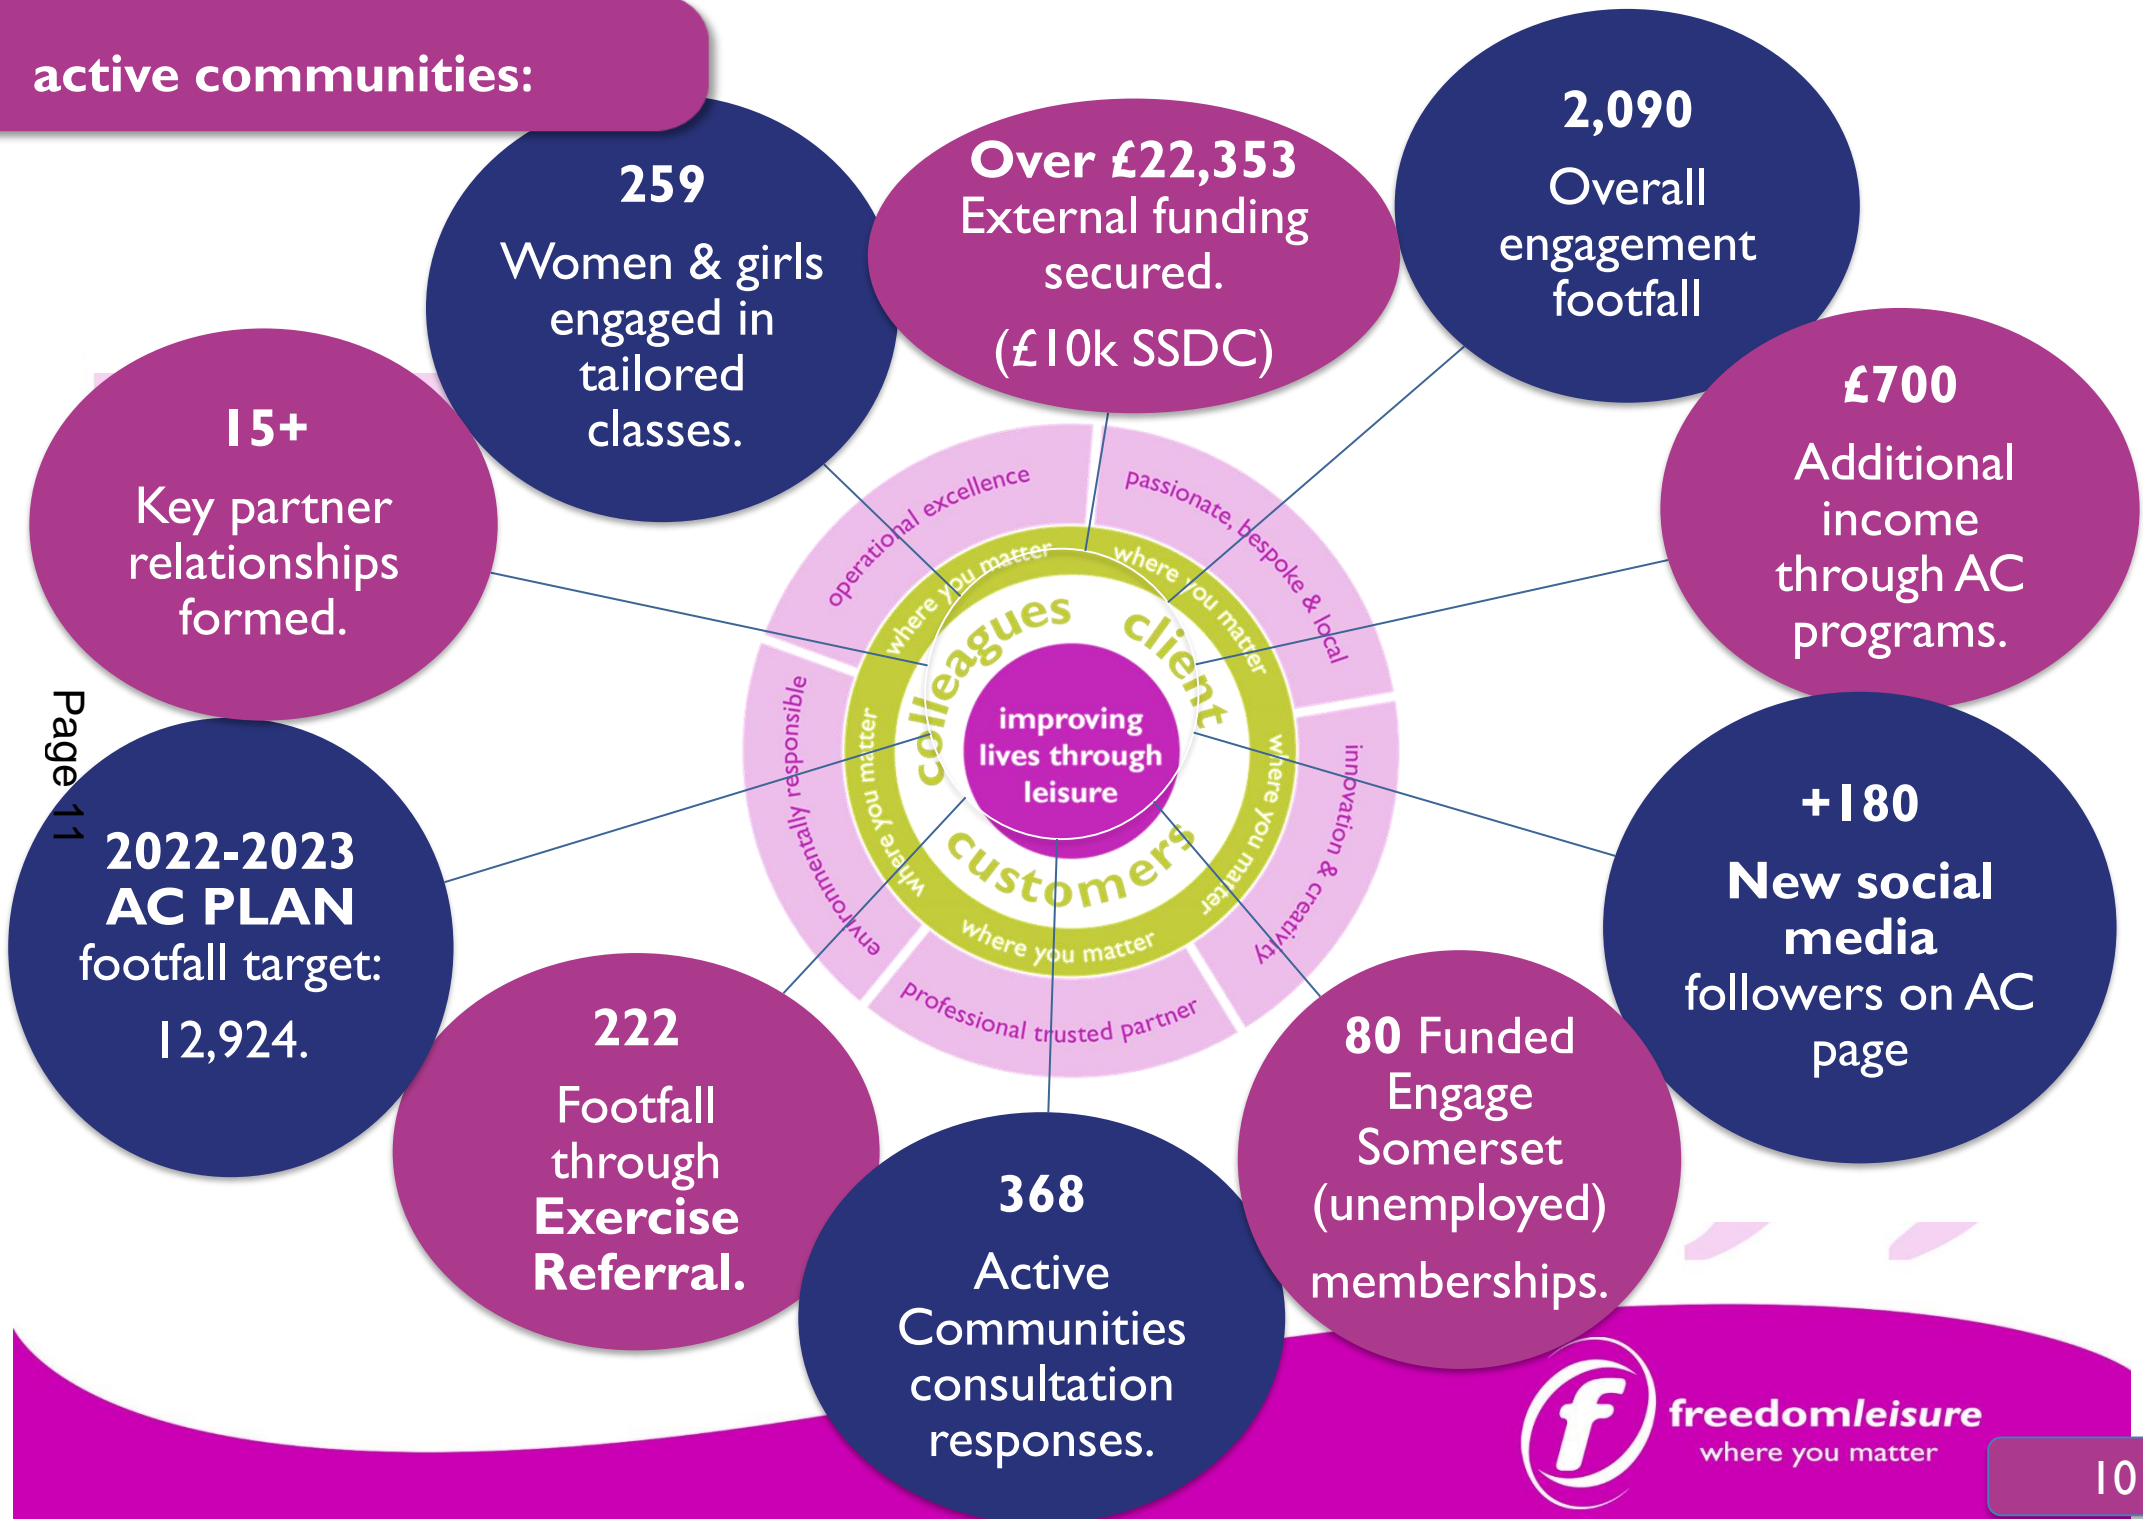 active communities:
259
Women & girls
engaged in
tailored
classes.
Over £22,353
External funding
secured.
(£10k SSDC)
2,090
Overall
engagement
footfall
£700
Additional
income
through AC
programs.
15+
Key partner
relationships
formed.
+180
New social
media
followers on AC
page
2022-2023
AC PLAN
footfall target:
12,924.
222
Footfall
through
Exercise
Referral.
368
Active
Communities
consultation
responses.
80 Funded
Engage
Somerset
(unemployed)
memberships.
operational excellence
passionate, bespoke & local
innovation & creativity
professional trusted partner
environmentally responsible
where you matter
where you matter
where you matter
where you matter
where you matter
colleagues
client
customers
improving
lives through
leisure
Page 11
f
freedomleisure
where you matter
10